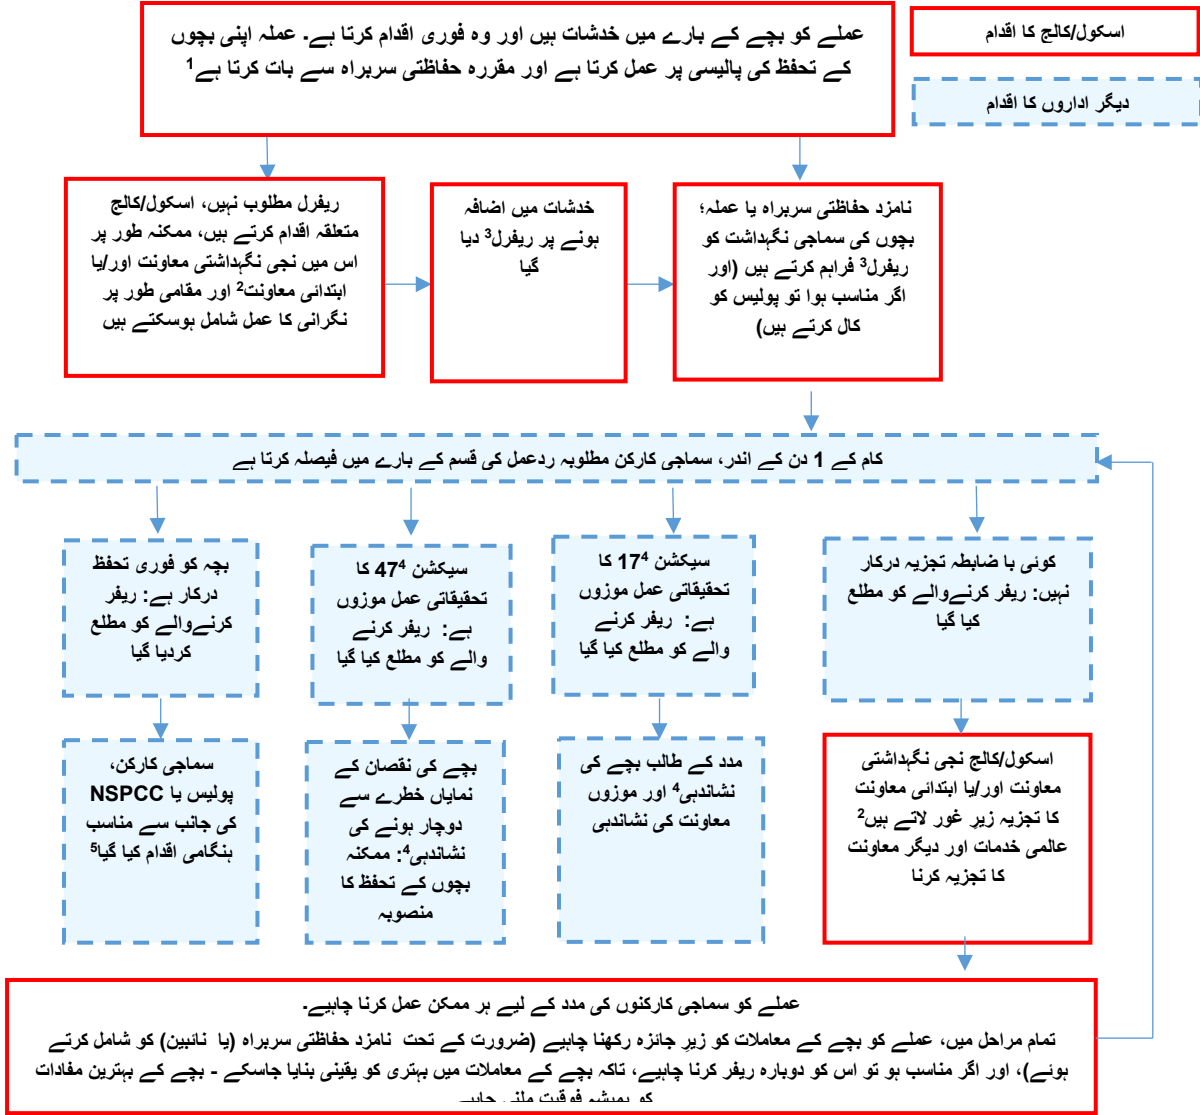 عملے کو بچے کے بارے میں خدشات ہیں اور وہ فوری اقدام کرتا ہے۔ عملہ اپنی بچوں
کے تحفظ کی پالیسی پر عمل کرتا ہے اور مقررہ حفاظتی سربراہ سے بات کرتا ہے¹
اسکول/کالج کا اقدام
دیگر اداروں کا اقدام
نامزد حفاظتی سربراہ یا عملہ؛
بچوں کی سماجی نگہداشت کو
ریفرل³ فراہم کرتے ہیں (اور
اگر مناسب ہوا تو پولیس کو
کال کرتے ہیں)
خدشات میں اضافہ
ہونے پر ریفرل³ دیا
گیا
ریفرل مطلوب نہیں، اسکول/کالج
متعلقہ اقدام کرتے ہیں، ممکنہ طور پر
اس میں نجی نگہداشتی معاونت اور/یا
ابتدائی معاونت² اور مقامی طور پر
نگرانی کا عمل شامل ہوسکتے ہیں
کام کے 1 دن کے اندر، سماجی کارکن مطلوبہ ردعمل کی قسم کے بارے میں فیصلہ کرتا ہے
کوئی با ضابطہ تجزیہ درکار
نہیں: ریفر کرنےوالے کو مطلع
کیا گیا
سیکشن 17⁴ کا
تحقیقاتی عمل موزوں
ہے: ریفر کرنے
والے کو مطلع کیا گیا
سیکشن 47⁴ کا
تحقیقاتی عمل موزوں
ہے: ریفر کرنے
والے کو مطلع کیا گیا
بچہ کو فوری تحفظ
درکار ہے: ریفر
کرنےوالے کو مطلع
کردیا گیا
اسکول/کالج نجی نگہداشتی
معاونت اور/یا ابتدائی معاونت
کا تجزیہ زیرِ غور لاتے ہیں²
عالمی خدمات اور دیگر معاونت
کا تجزیہ کرنا
مدد کے طالب بچے کی
نشاندہی⁴ اور موزوں
معاونت کی نشاندہی
بچے کی نقصان کے
نمایاں خطرے سے
دوچار ہونے کی
نشاندہی⁴: ممکنہ
بچوں کے تحفظ کا
منصوبہ
سماجی کارکن،
پولیس یا NSPCC
کی جانب سے مناسب
ہنگامی اقدام کیا گیا⁵
عملے کو سماجی کارکنوں کی مدد کے لیے ہر ممکن عمل کرنا چاہیے۔
تمام مراحل میں، عملے کو بچے کے معاملات کو زیرِ جائزہ رکھنا چاہیے (ضرورت کے تحت نامزد حفاظتی سربراہ (یا نائبین) کو شامل کرتے
ہوئے)، اور اگر مناسب ہو تو اس کو دوبارہ ریفر کرنا چاہیے، تاکہ بچے کے معاملات میں بہتری کو یقینی بنایا جاسکے - بچے کے بہترین مفادات
کو ہمیشہ فوقیت ملنی چاہیے